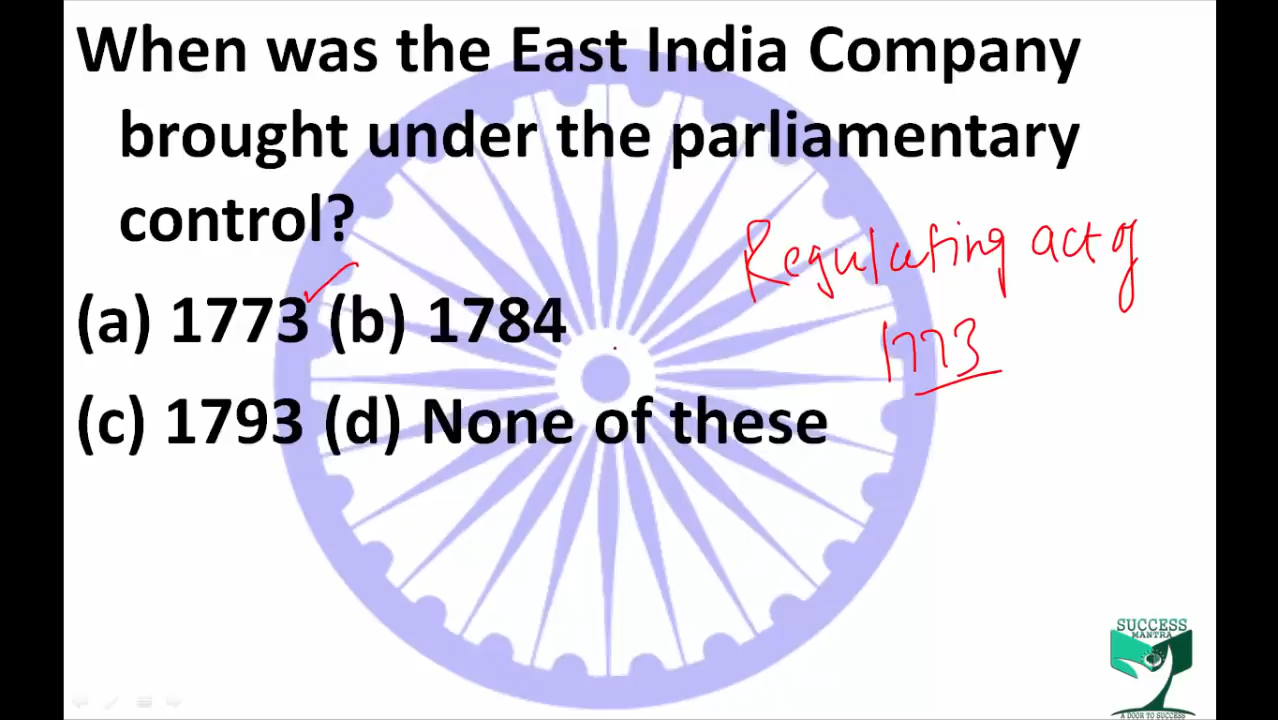 When was the East India Company
brought under the parliamentary
control?
Regulating act of
1773
(a) 1773 (b) 1784
(c) 1793 (d) None of these
SUCCESS
MANTRA
A DOOR TO SUCCESS